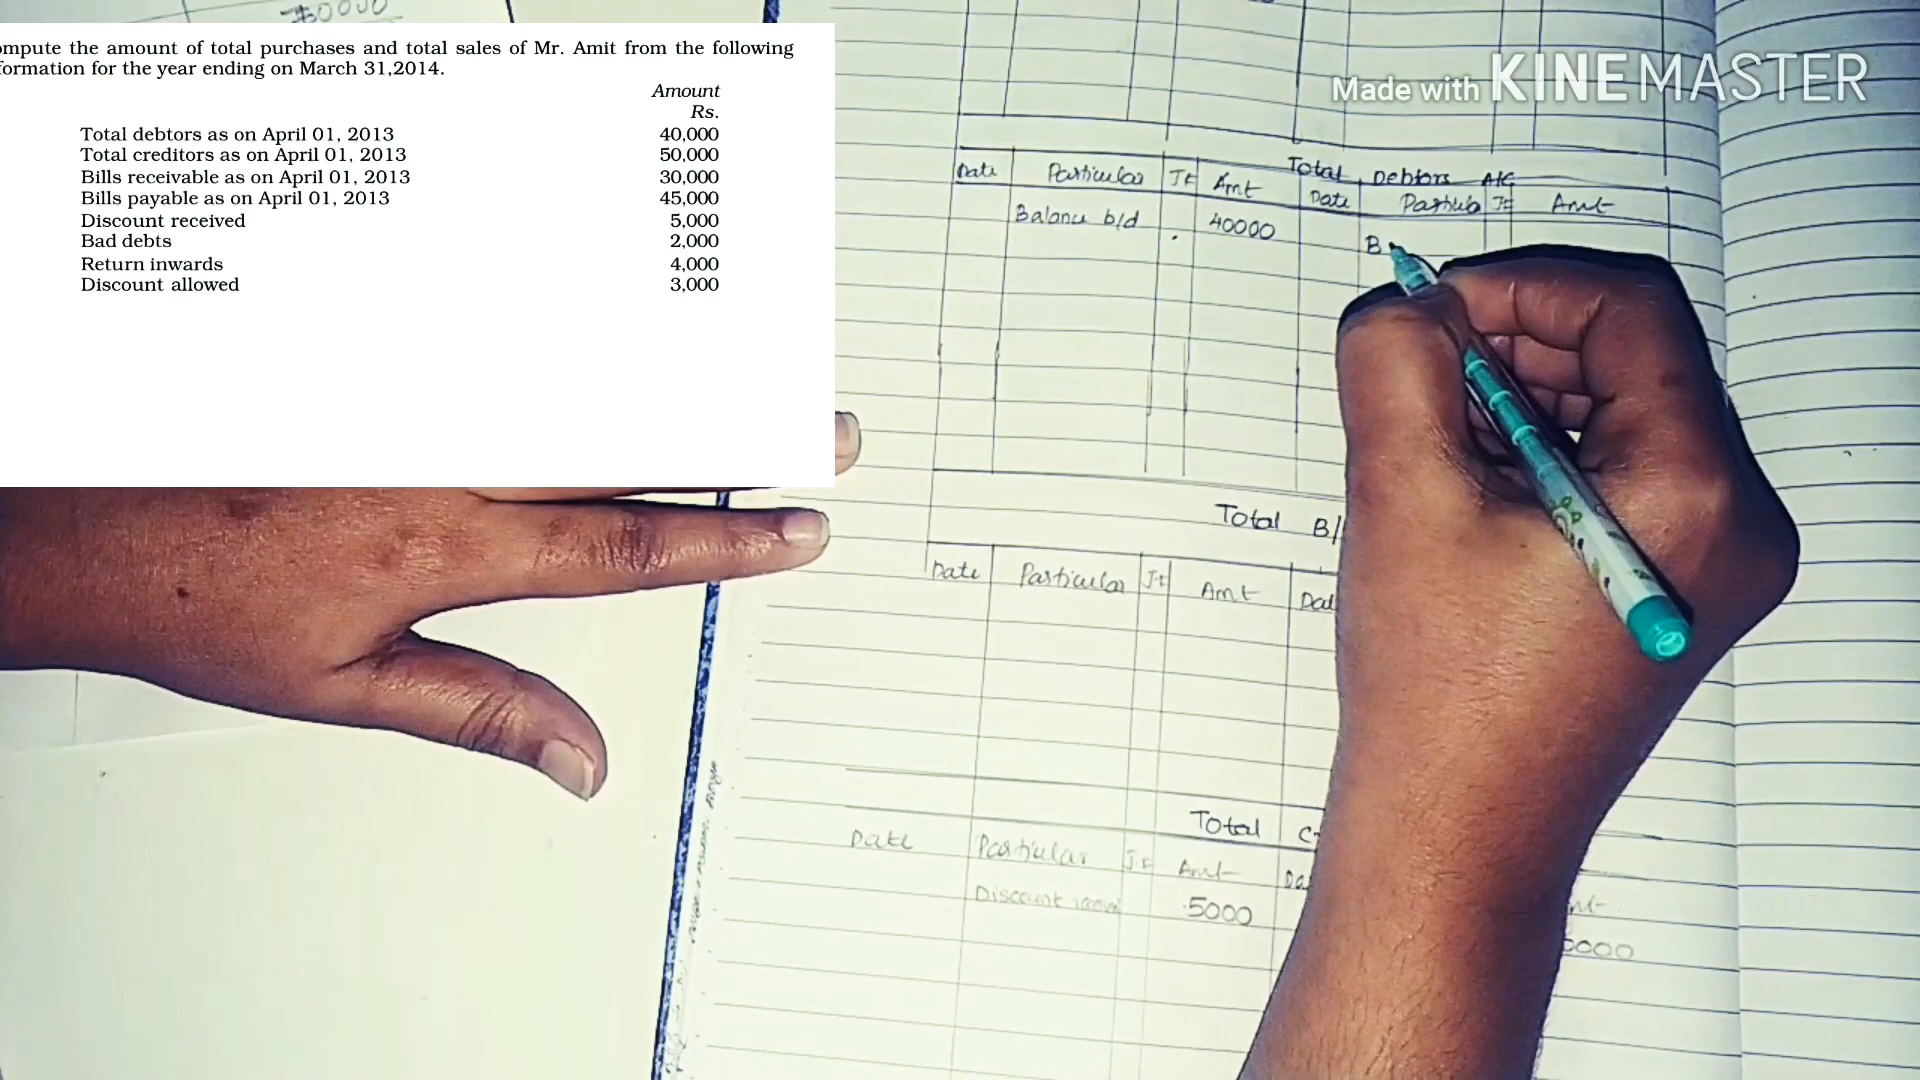 ompute the amount of total purchases and total sales of Mr. Amit from the following
formation for the year ending on March 31,2014.
Amount
Rs.
Total debtors as on April 01, 2013 40,000
Total creditors as on April 01, 2013 50,000
Bills receivable as on April 01, 2013 30,000
Bills payable as on April 01, 2013 45,000
Discount received 5,000
Bad debts 2,000
Return inwards 4,000
Discount allowed 3,000
Made with KINEMASTER
Total Debtors A/C
Date Particular J.F Amt Date Particula J.F Amt
Balance b/d 40000 B
Total B/
Date Particular J.F Amt Dat
Total C
Date Particular J.F Amt Da
Discount 5000 0000